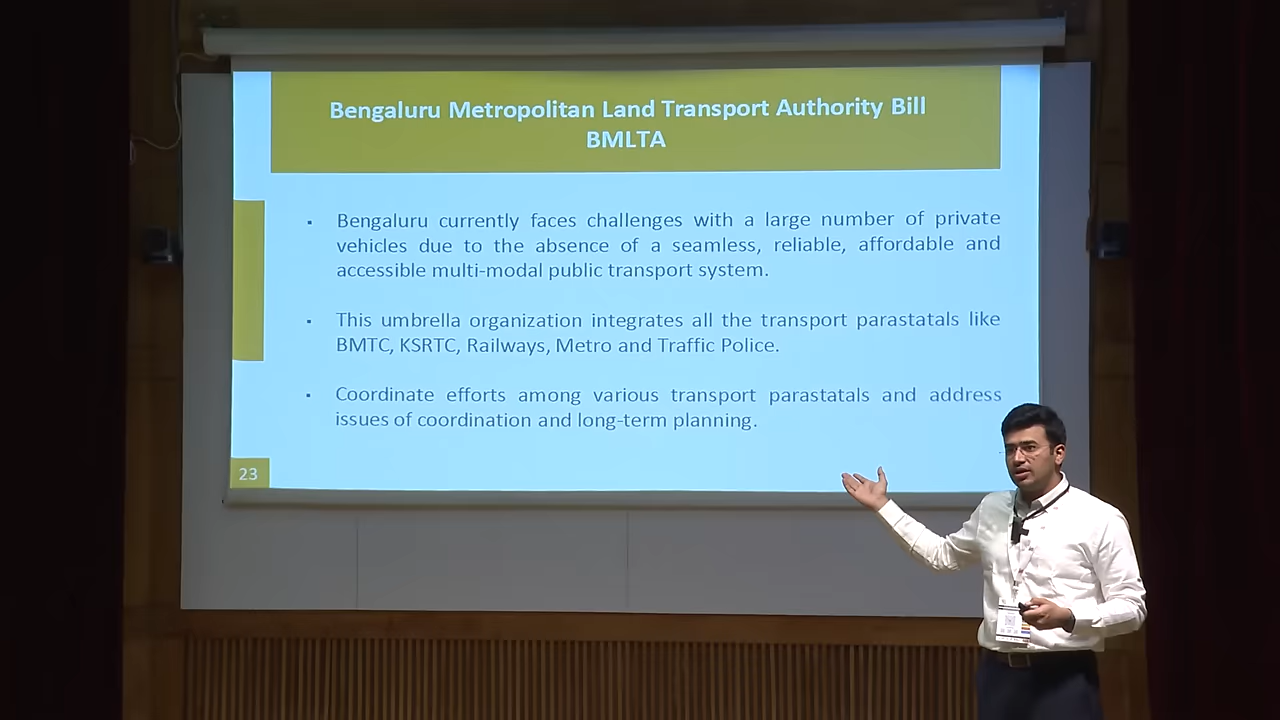 Bengaluru Metropolitan Land Transport Authority Bill
BMLTA
▪ Bengaluru currently faces challenges with a large number of private
vehicles due to the absence of a seamless, reliable, affordable and
accessible multi-modal public transport system.
▪ This umbrella organization integrates all the transport parastatals like
BMTC, KSRTC, Railways, Metro and Traffic Police.
▪ Coordinate efforts among various transport parastatals and address
issues of coordination and long-term planning.
23